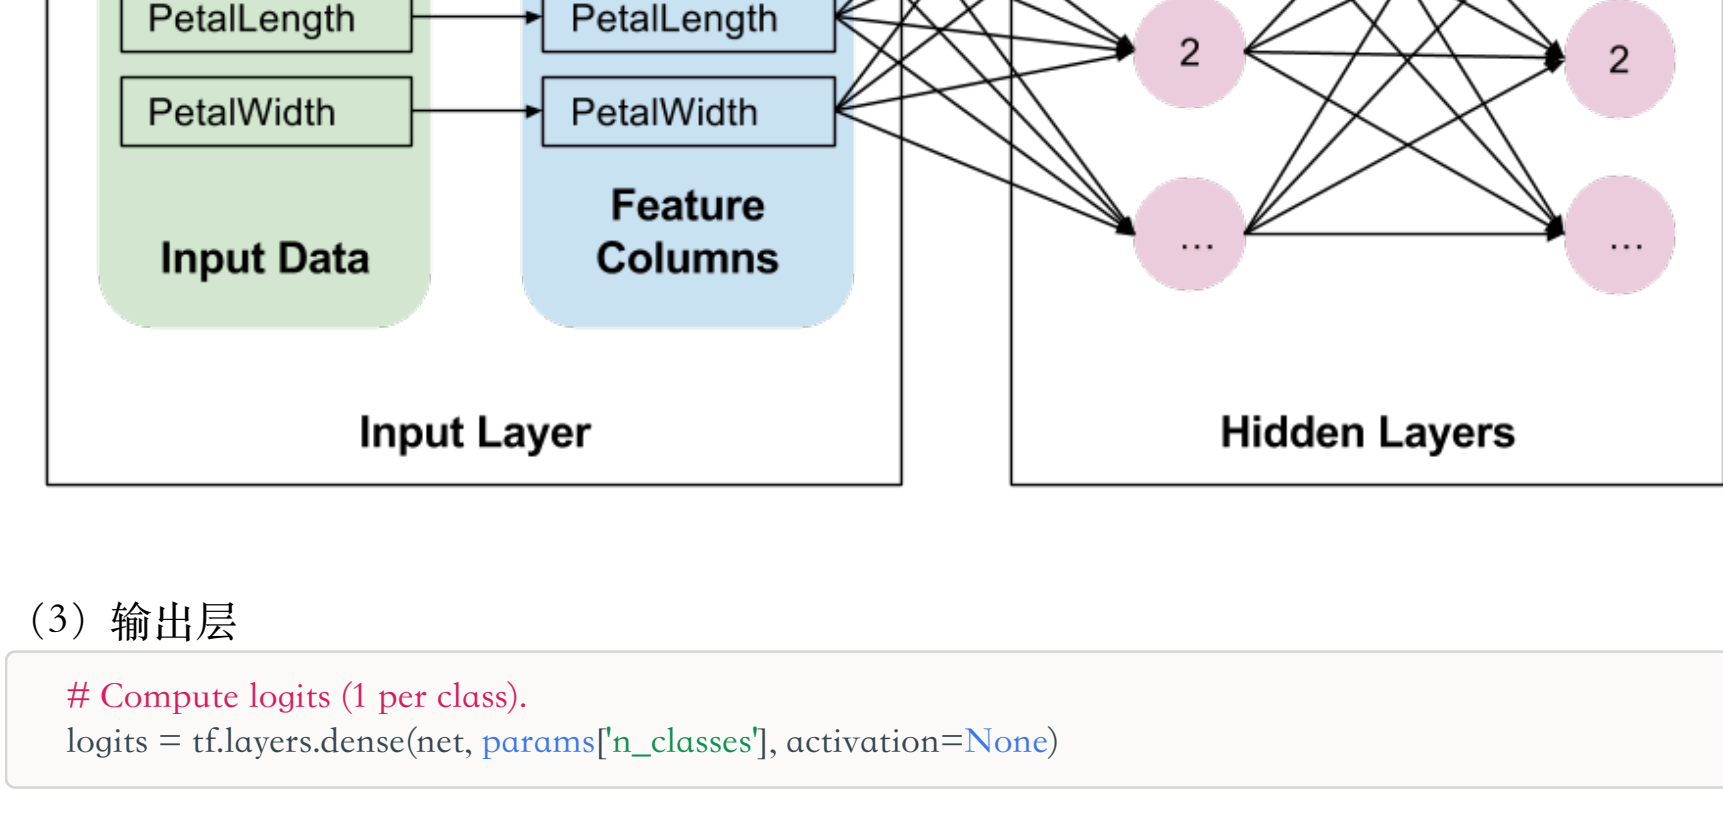 PetalLength PetalLength
2 2
PetalWidth PetalWidth
Feature
Input Data Columns
... ...
Input Layer Hidden Layers
（3）输出层
# Compute logits (1 per class).
logits = tf.layers.dense(net, params['n_classes'], activation=None)